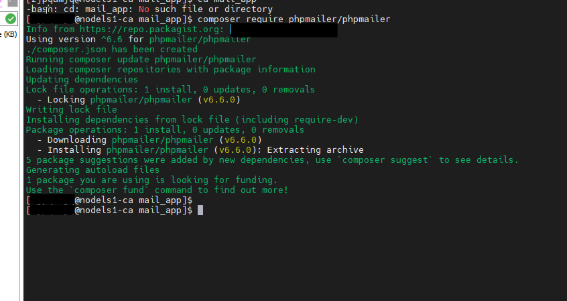 @nodels1-ca mail_app]$ cd mail_app
-bash: cd: mail_app: No such file or directory
[ @nodels1-ca mail_app]$ composer require phpmailer/phpmailer
Info from https://repo.packagist.org:
Using version ^6.6 for phpmailer/phpmailer
./composer.json has been created
Running composer update phpmailer/phpmailer
Loading composer repositories with package information
Updating dependencies
Lock file operations: 1 install, 0 updates, 0 removals
- Locking phpmailer/phpmailer (v6.6.0)
Writing lock file
Installing dependencies from lock file (including require-dev)
Package operations: 1 install, 0 updates, 0 removals
- Downloading phpmailer/phpmailer (v6.6.0)
- Installing phpmailer/phpmailer (v6.6.0): Extracting archive
5 package suggestions were added by new dependencies, use `composer suggest` to see details.
Generating autoload files
1 package you are using is looking for funding.
Use the `composer fund` command to find out more!
[ @nodels1-ca mail_app]$
[ @nodels1-ca mail_app]$
e (KB)